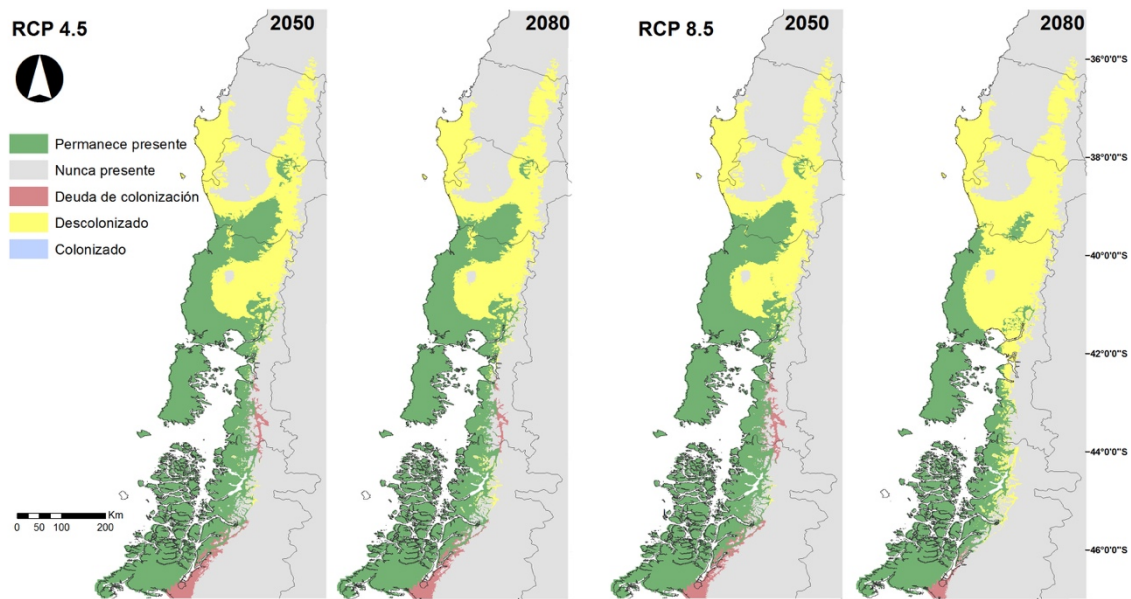 RCP 4.5
2050
2080
RCP 8.5
2050
2080
Permanece presente
Nunca presente
Deuda de colonización
Descolonizado
Colonizado
36°0'0"S
38°0'0"S
40°0'0"S
42°0'0"S
44°0'0"S
46°0'0"S
Km
0 50 100 200